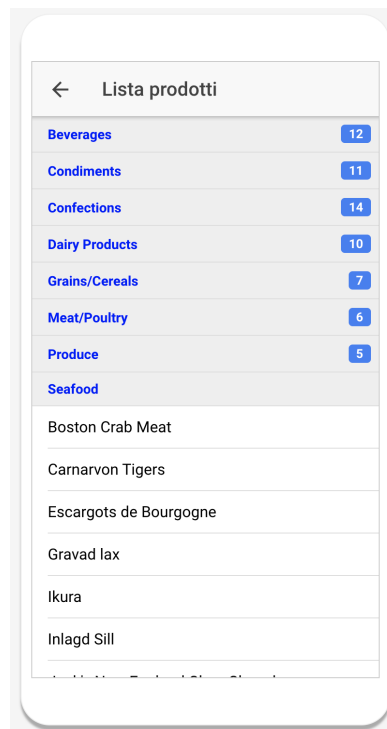 Lista prodotti
Beverages 12
Condiments 11
Confections 14
Dairy Products 10
Grains/Cereals 7
Meat/Poultry 6
Produce 5
Seafood
Boston Crab Meat
Carnarvon Tigers
Escargots de Bourgogne
Gravad lax
Ikura
Inlagd Sill